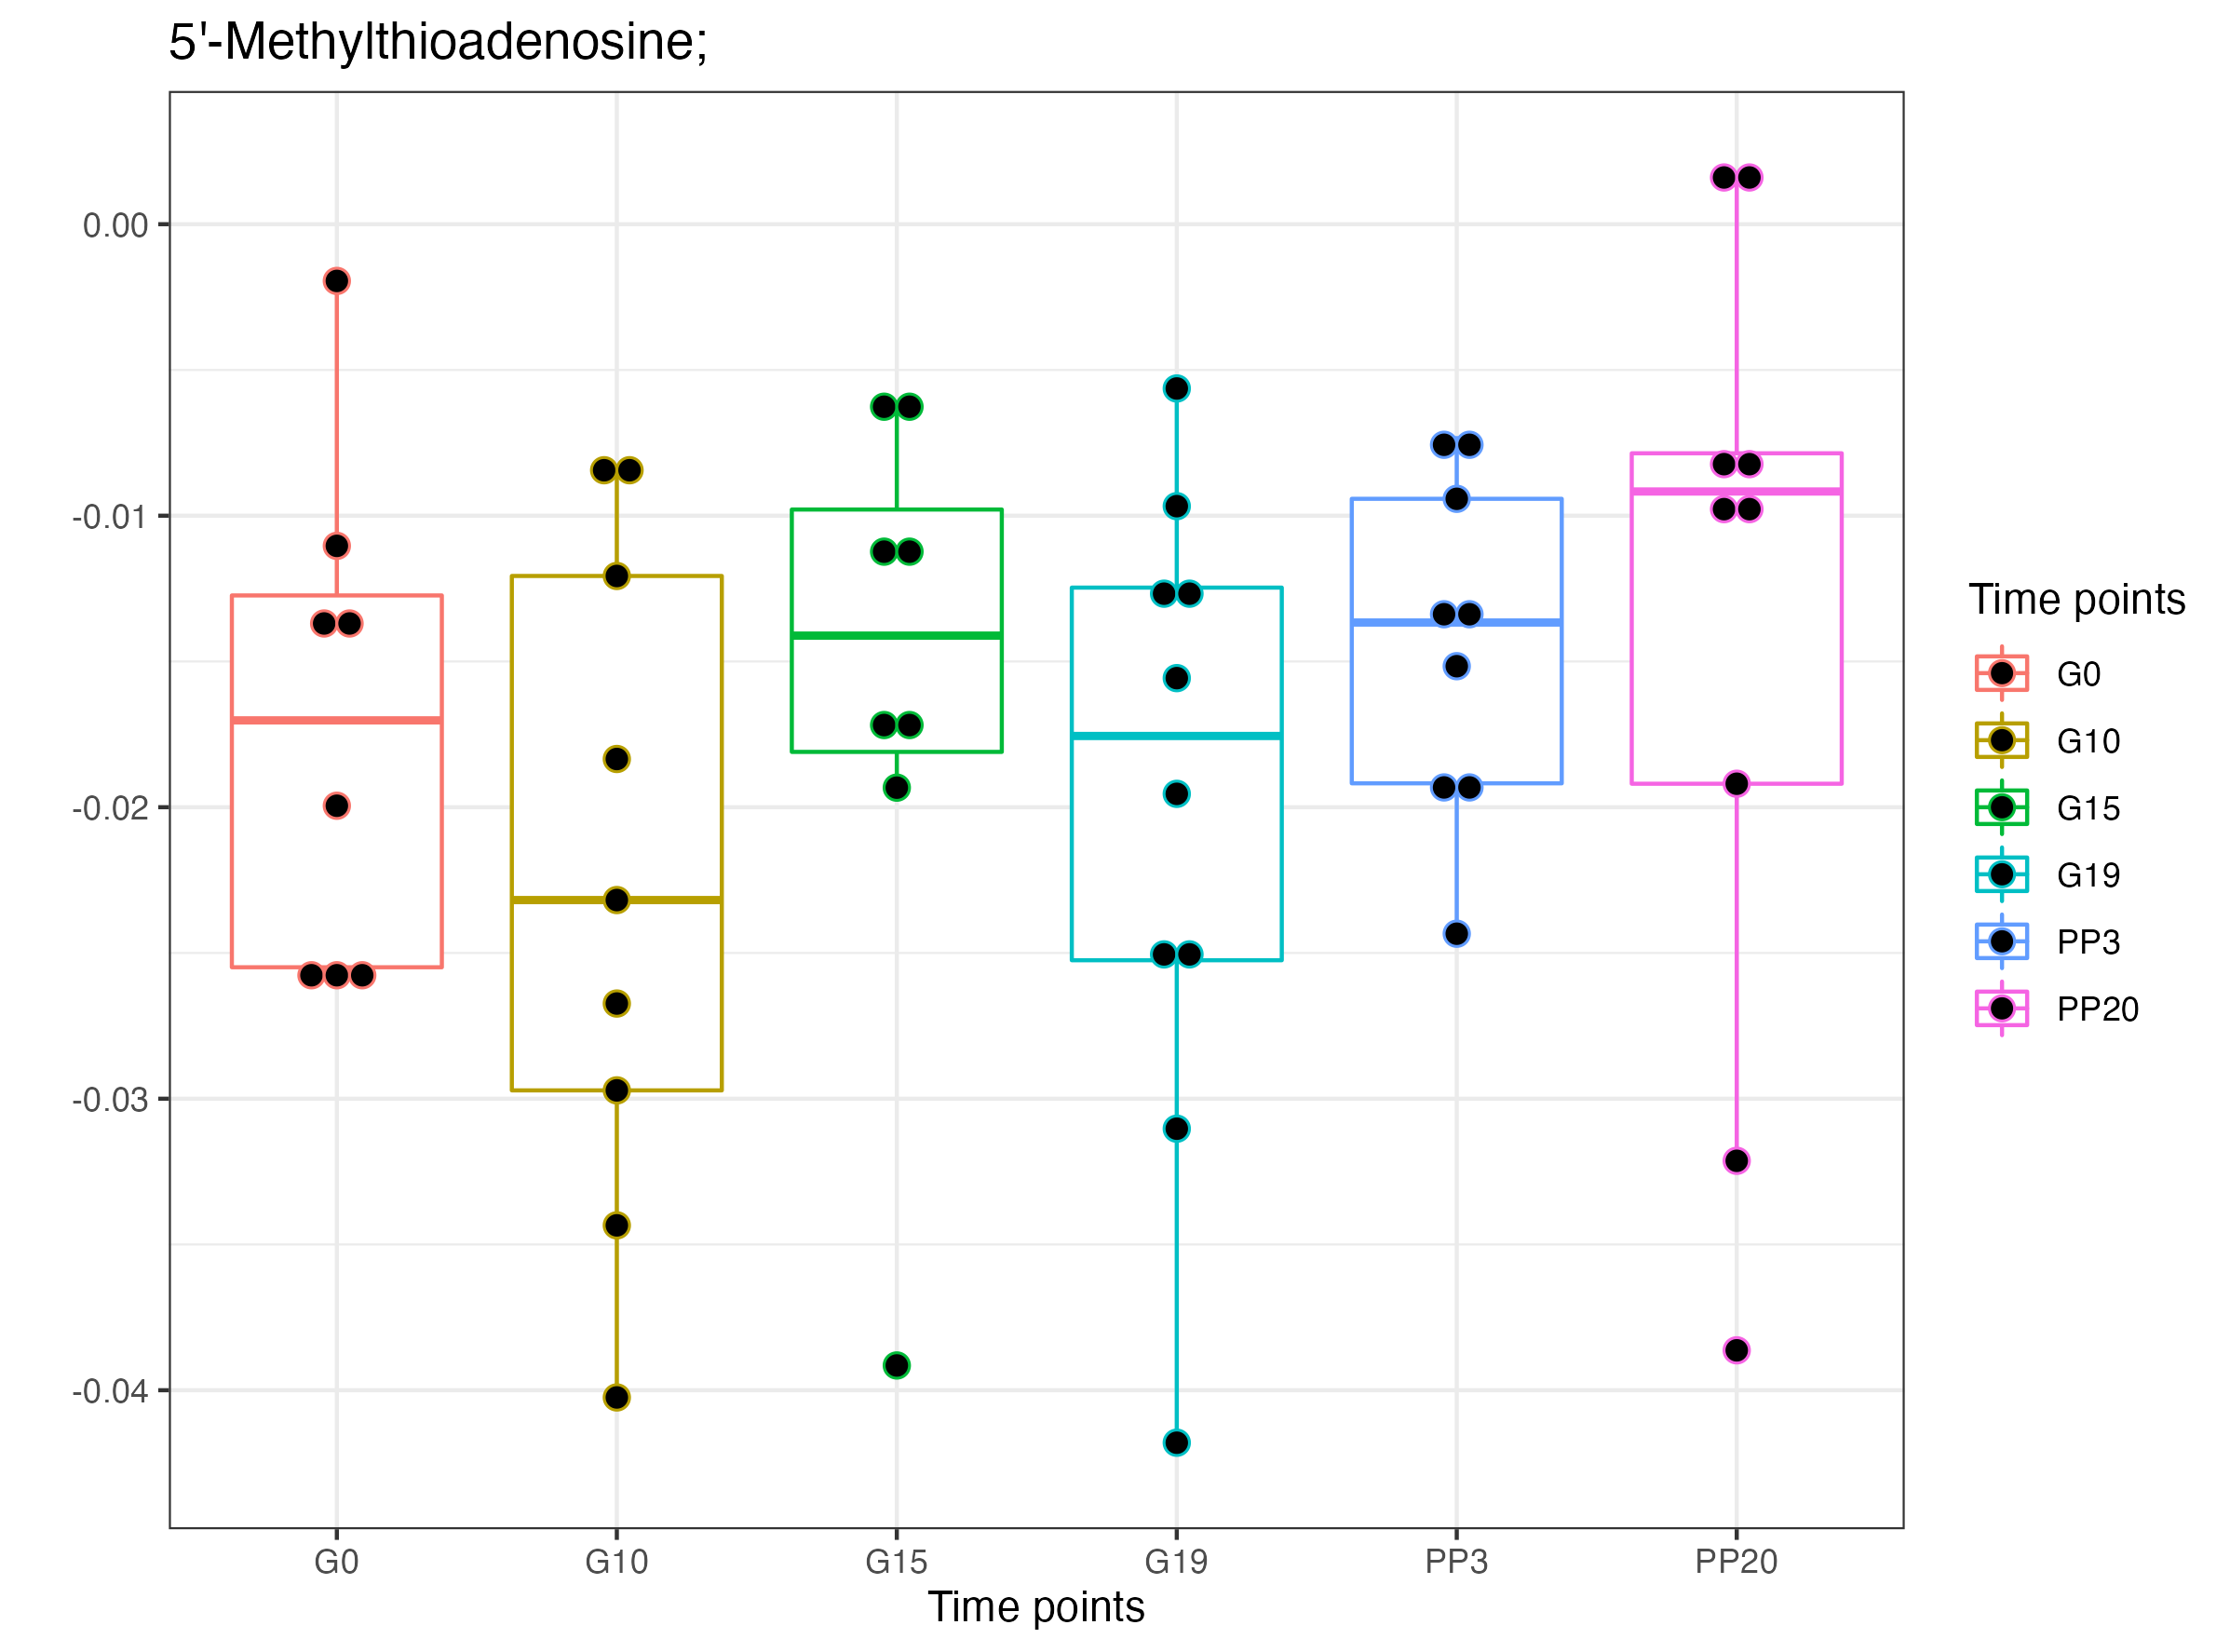 5'-Methylthioadenosine;
0.00
-0.01
-0.02
-0.03
-0.04
G0
G10
G15
G19
PP3
PP20
Time points
Time points
G0
G10
G15
G19
PP3
PP20